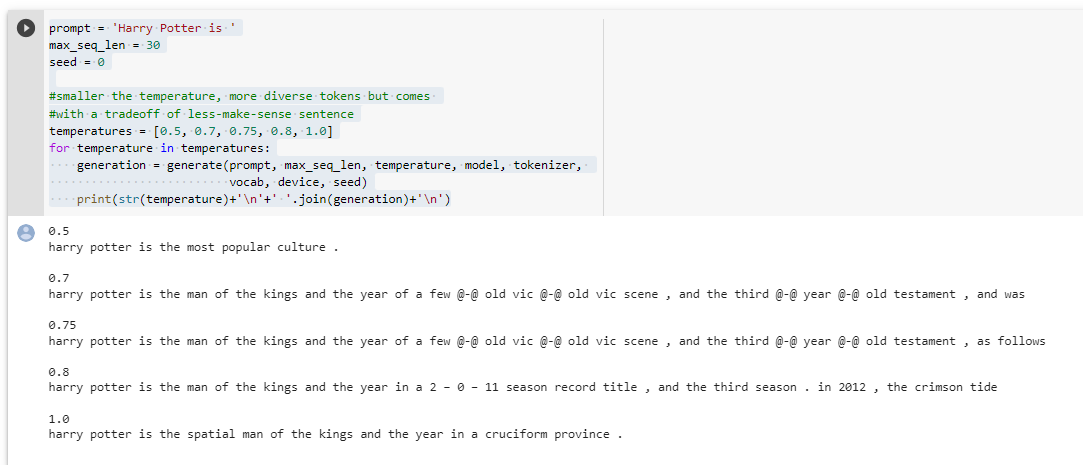 prompt = 'Harry Potter is '
max_seq_len = 30
seed = 0
#smaller the temperature, more diverse tokens but comes
#with a tradeoff of less-make-sense sentence
temperatures = [0.5, 0.7, 0.75, 0.8, 1.0]
for temperature in temperatures:
    generation = generate(prompt, max_seq_len, temperature, model, tokenizer,
                          vocab, device, seed)
    print(str(temperature)+'\n'+' '.join(generation)+'\n')
0.5
harry potter is the most popular culture .
0.7
harry potter is the man of the kings and the year of a few @-@ old vic @-@ old vic scene , and the third @-@ year @-@ old testament , and was
0.75
harry potter is the man of the kings and the year of a few @-@ old vic @-@ old vic scene , and the third @-@ year @-@ old testament , as follows
0.8
harry potter is the man of the kings and the year in a 2 – 0 – 11 season record title , and the third season . in 2012 , the crimson tide
1.0
harry potter is the spatial man of the kings and the year in a cruciform province .